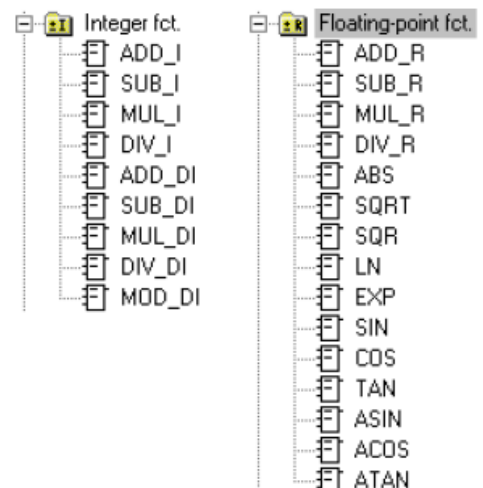 Integer fct.
ADD_I
SUB_I
MUL_I
DIV_I
ADD_DI
SUB_DI
MUL_DI
DIV_DI
MOD_DI
Floating-point fct.
ADD_R
SUB_R
MUL_R
DIV_R
ABS
SQRT
SQR
LN
EXP
SIN
COS
TAN
ASIN
ACOS
ATAN